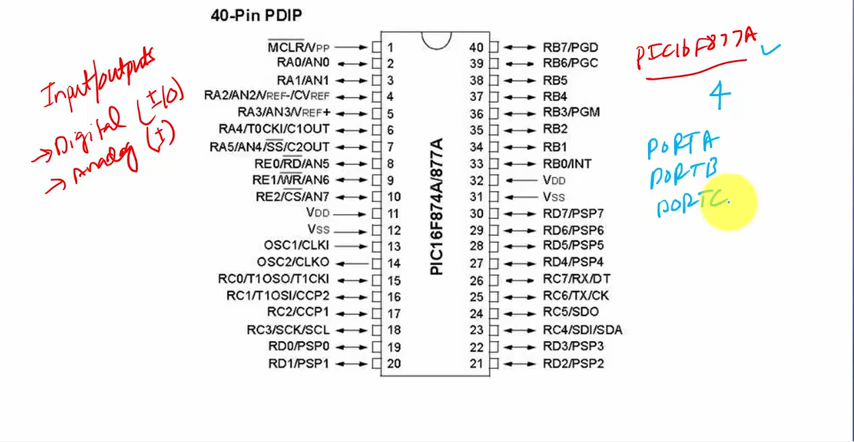 40-Pin PDIP
Input/outputs
→Digital (I/O)
→Analog (I)
MCLR/VPP
RA0/AN0
RA1/AN1
RA2/AN2/VREF-/CVREF
RA3/AN3/VREF+
RA4/T0CKI/C1OUT
RA5/AN4/SS/C2OUT
RE0/RD/AN5
RE1/WR/AN6
RE2/CS/AN7
VDD
VSS
OSC1/CLKI
OSC2/CLKO
RC0/T1OSO/T1CKI
RC1/T1OSI/CCP2
RC2/CCP1
RC3/SCK/SCL
RD0/PSP0
RD1/PSP1
1
2
3
4
5
6
7
8
9
10
11
12
13
14
15
16
17
18
19
20
PIC16F874A/877A
40
39
38
37
36
35
34
33
32
31
30
29
28
27
26
25
24
23
22
21
RB7/PGD
RB6/PGC
RB5
RB4
RB3/PGM
RB2
RB1
RB0/INT
VDD
VSS
RD7/PSP7
RD6/PSP6
RD5/PSP5
RD4/PSP4
RC7/RX/DT
RC6/TX/CK
RC5/SDO
RC4/SDI/SDA
RD3/PSP3
RD2/PSP2
PIC16F877A
4
PORTA
PORTB
PORTC